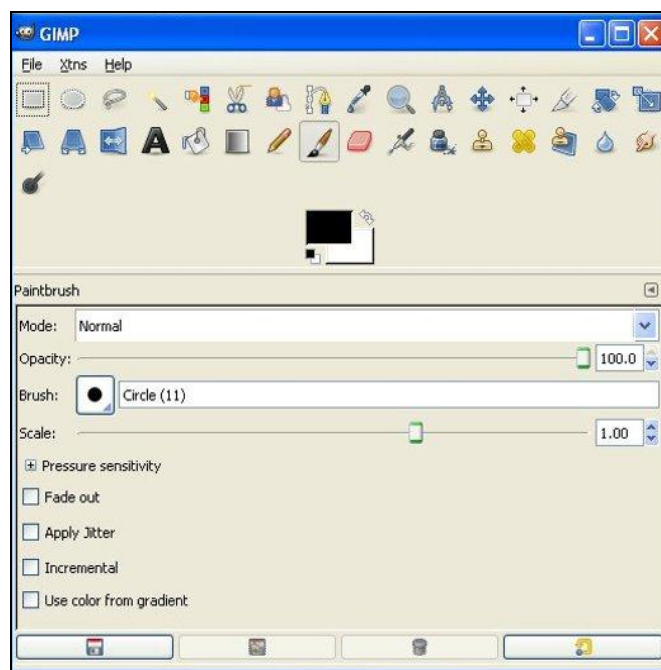 GIMP
File Xtns Help
Paintbrush
Mode: Normal
Opacity: 100.0
Brush: Circle (11)
Scale: 1.00
Pressure sensitivity
Fade out
Apply Jitter
Incremental
Use color from gradient